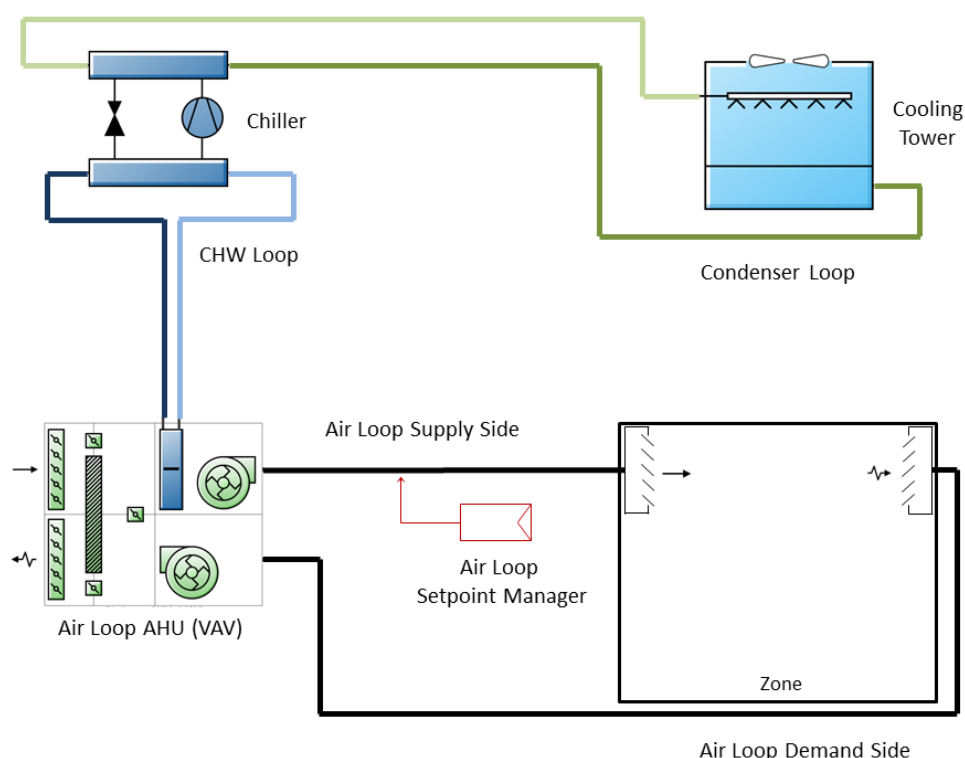 Chiller
Cooling
Tower
CHW Loop
Condenser Loop
Air Loop Supply Side
Air Loop
Setpoint Manager
Air Loop AHU (VAV)
Zone
Air Loop Demand Side